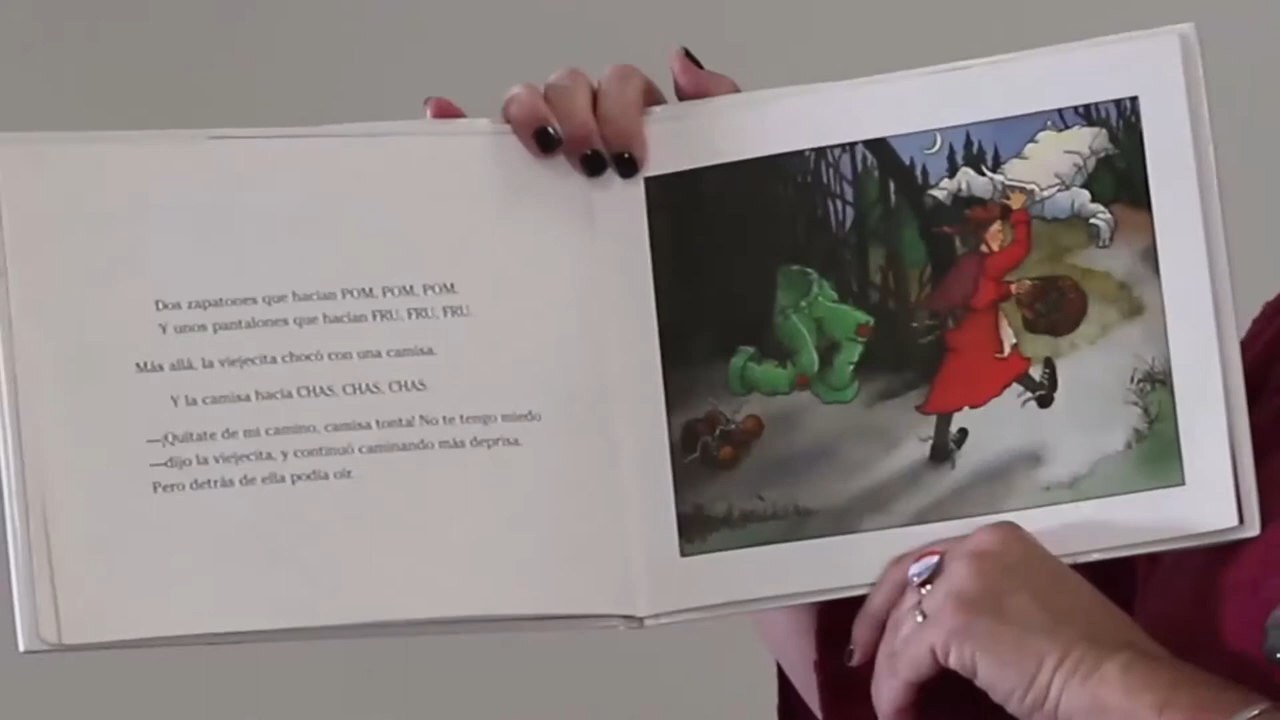 Dos zapatones que hacían POM, POM, POM.
Y unos pantalones que hacían FRU, FRU, FRU.
Más allá, la viejecita chocó con una camisa.
Y la camisa hacía CHAS, CHAS, CHAS.
—¡Quítate de mi camino, camisa tonta! No te tengo miedo
—dijo la viejecita, y continuó caminando más deprisa.
Pero detrás de ella podía oír...